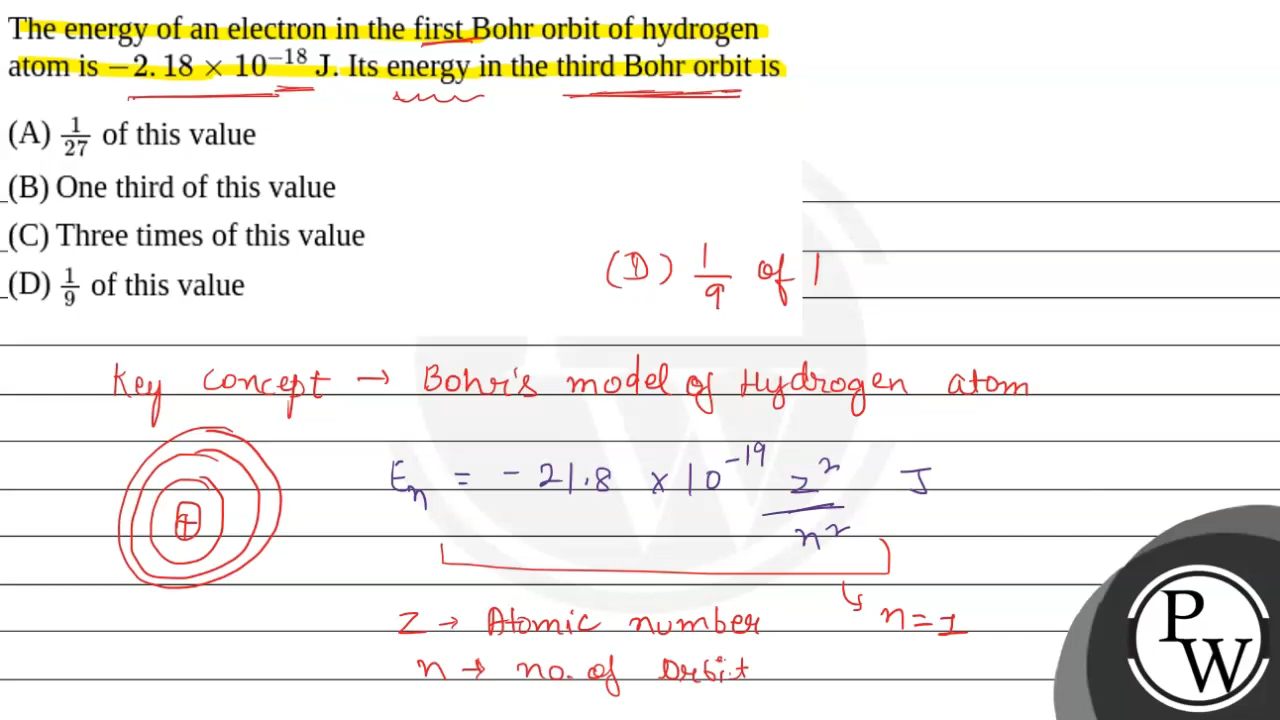 The energy of an electron in the first Bohr orbit of hydrogen
atom is −2. 18 × 10⁻¹⁸ J. Its energy in the third Bohr orbit is
(A) 1/27 of this value
(B) One third of this value
(C) Three times of this value
(D) 1/9 of this value
(D) 1/9 of
Key concept → Bohr's model of Hydrogen atom
Eₙ = - 21.8 × 10⁻¹⁹ z²/n² J
+
z → Atomic number
n = 1
n → no. of orbit
P
W